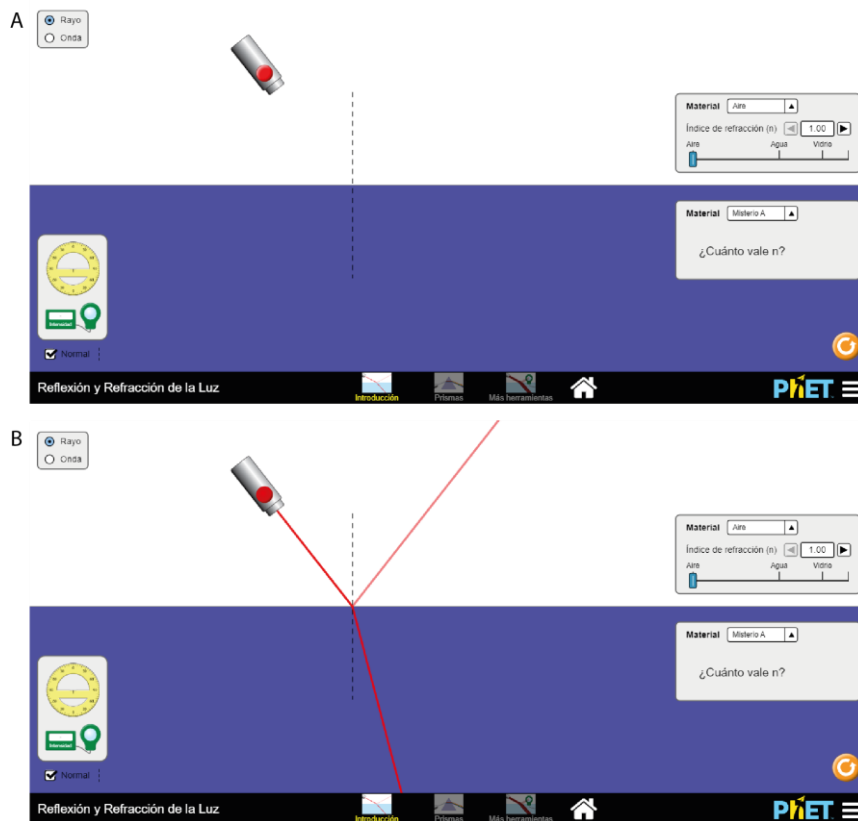 A
Rayo
Onda
Material Aire
Índice de refracción (n) 1.00
Aire Agua Vidrio
Material Misterio A
¿Cuánto vale n?
Intensidad
Normal
Reflexión y Refracción de la Luz
Introducción Prismas Más herramientas
PhET
B
Rayo
Onda
Material Aire
Índice de refracción (n) 1.00
Aire Agua Vidrio
Material Misterio A
¿Cuánto vale n?
Intensidad
Normal
Reflexión y Refracción de la Luz
Introducción Prismas Más herramientas
PhET